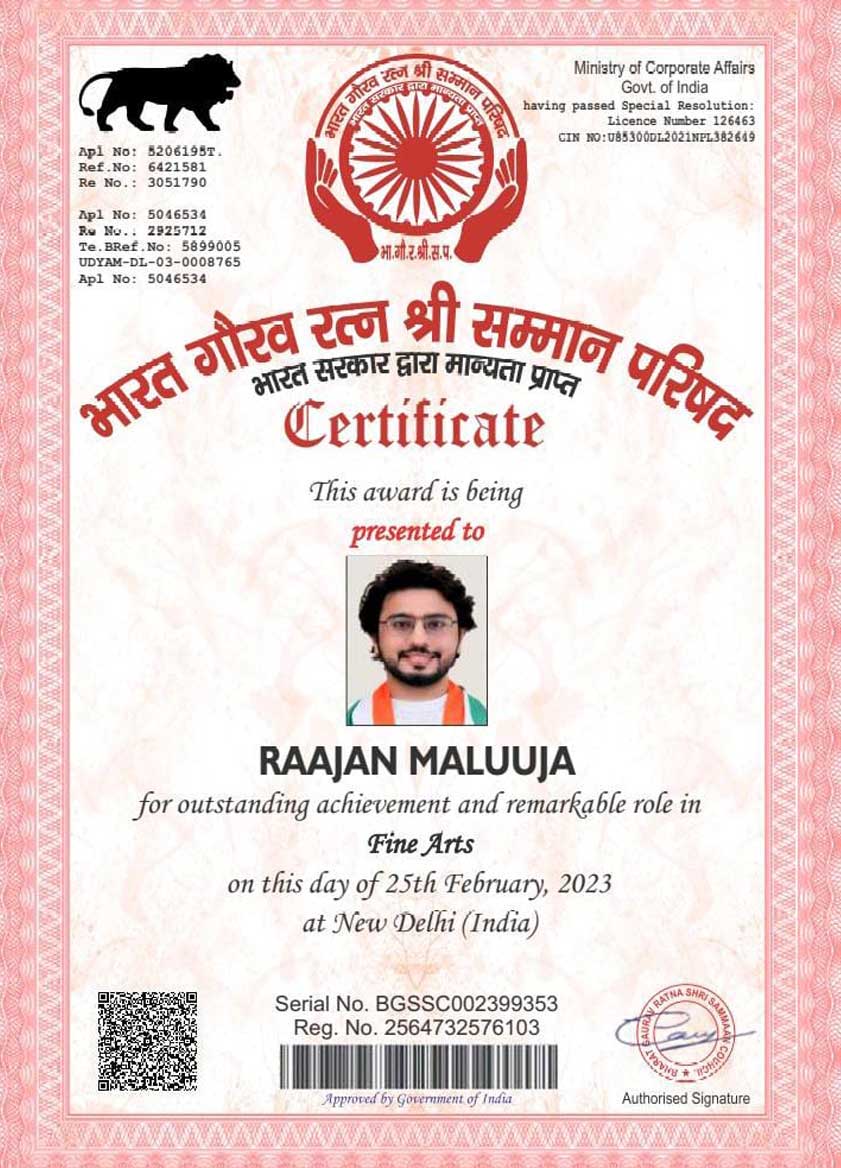 Ministry of Corporate Affairs
Govt. of India
having passed Special Resolution:
Licence Number 126463
CIN NO:U85300DL2021NPL382649
Apl No: 5206195T.
Ref.No: 6421581
Re No.: 3051790
Apl No: 5046534
Re No.: 2925712
Te.BRef.No: 5899005
UDYAM-DL-03-0008765
Apl No: 5046534
भारत गौरव रत्न श्री सम्मान परिषद
भारत सरकार द्वारा मान्यता प्राप्त
भा.गौ.र.श्री.स.प.
भारत गौरव रत्न श्री सम्मान परिषद
भारत सरकार द्वारा मान्यता प्राप्त
Certificate
This award is being
presented to
RAAJAN MALUUJA
for outstanding achievement and remarkable role in
Fine Arts
on this day of 25th February, 2023
at New Delhi (India)
Serial No. BGSSC002399353
Reg. No. 2564732576103
Approved by Government of India
BHARAT GAURAV RATNA SHRI SAMMAAN COUNCIL
Authorised Signature